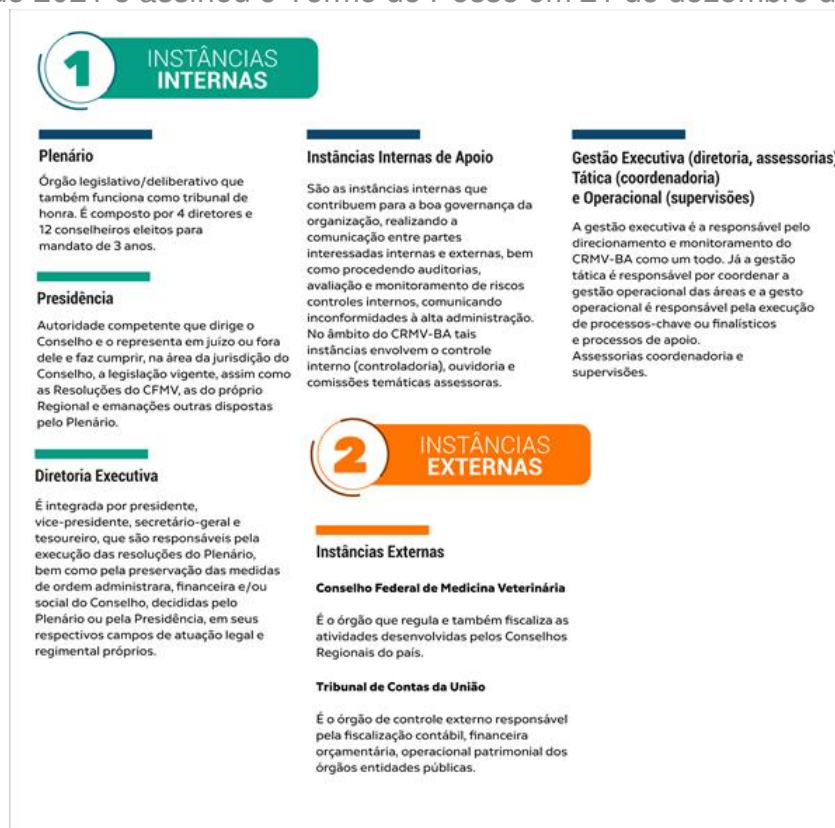 de 2021 e assinou o Termo de Posse em 21 de dezembro d
1
INSTÂNCIAS
INTERNAS
Plenário
Órgão legislativo/deliberativo que
também funciona como tribunal de
honra. É composto por 4 diretores e
12 conselheiros eleitos para
mandato de 3 anos.
Presidência
Autoridade competente que dirige o
Conselho e o representa em juízo ou fora
dele e faz cumprir, na área da jurisdição do
Conselho, a legislação vigente, assim como
as Resoluções do CFMV, as do próprio
Regional e emanações outras dispostas
pelo Plenário.
Diretoria Executiva
É integrada por presidente,
vice-presidente, secretário-geral e
tesoureiro, que são responsáveis pela
execução das resoluções do Plenário,
bem como pela preservação das medidas
de ordem administrara, financeira e/ou
social do Conselho, decididas pelo
Plenário ou pela Presidência, em seus
respectivos campos de atuação legal e
regimental próprios.
Instâncias Internas de Apoio
São as instâncias internas que
contribuem para a boa governança da
organização, realizando a
comunicação entre partes
interessadas internas e externas, bem
como procedendo auditorias,
avaliação e monitoramento de riscos
controles internos, comunicando
inconformidades à alta administração.
No âmbito do CRMV-BA tais
instâncias envolvem o controle
interno (controladoria), ouvidoria e
comissões temáticas assessoras.
Gestão Executiva (diretoria, assessorias)
Tática (coordenadoria)
e Operacional (supervisões)
A gestão executiva é a responsável pelo
direcionamento e monitoramento do
CRMV-BA como um todo. Já a gestão
tática é responsável por coordenar a
gestão operacional das áreas e a gesto
operacional é responsável pela execução
de processos-chave ou finalísticos
e processos de apoio.
Assessorias coordenadoria e
supervisões.
2
INSTÂNCIAS
EXTERNAS
Instâncias Externas
Conselho Federal de Medicina Veterinária
É o órgão que regula e também fiscaliza as
atividades desenvolvidas pelos Conselhos
Regionais do país.
Tribunal de Contas da União
É o órgão de controle externo responsável
pela fiscalização contábil, financeira
orçamentária, operacional patrimonial dos
órgãos entidades públicas.